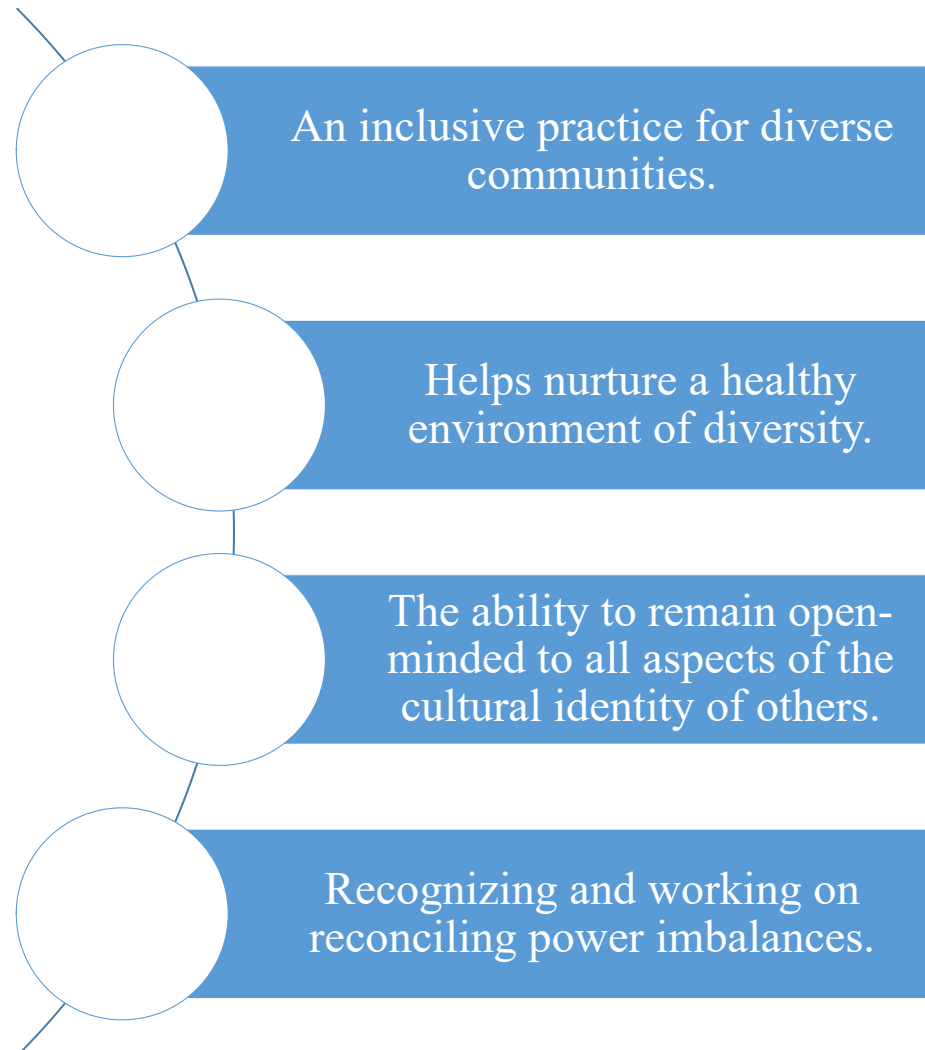 An inclusive practice for diverse
communities.
Helps nurture a healthy
environment of diversity.
The ability to remain open-
minded to all aspects of the
cultural identity of others.
Recognizing and working on
reconciling power imbalances.